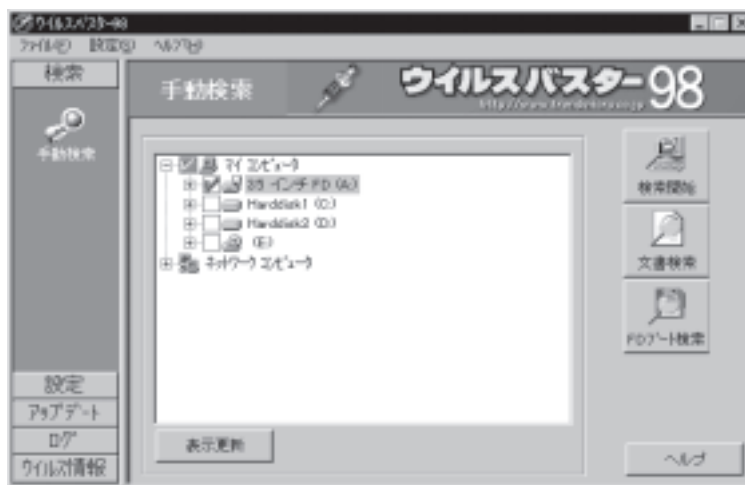 ウイルスバスター98
ファイル(F) 設定(S) ヘルプ(H)
検索
手動検索
設定
アップデート
ログ
ウイルス情報
手動検索
ウイルスバスター98
http://www.trendmicro.co.jp
マイ コンピュータ
3.5 インチ FD (A:)
Harddisk1 (C:)
Harddisk2 (D:)
(E:)
ネットワーク コンピュータ
表示更新
検索開始
文書検索
FDブート検索
ヘルプ